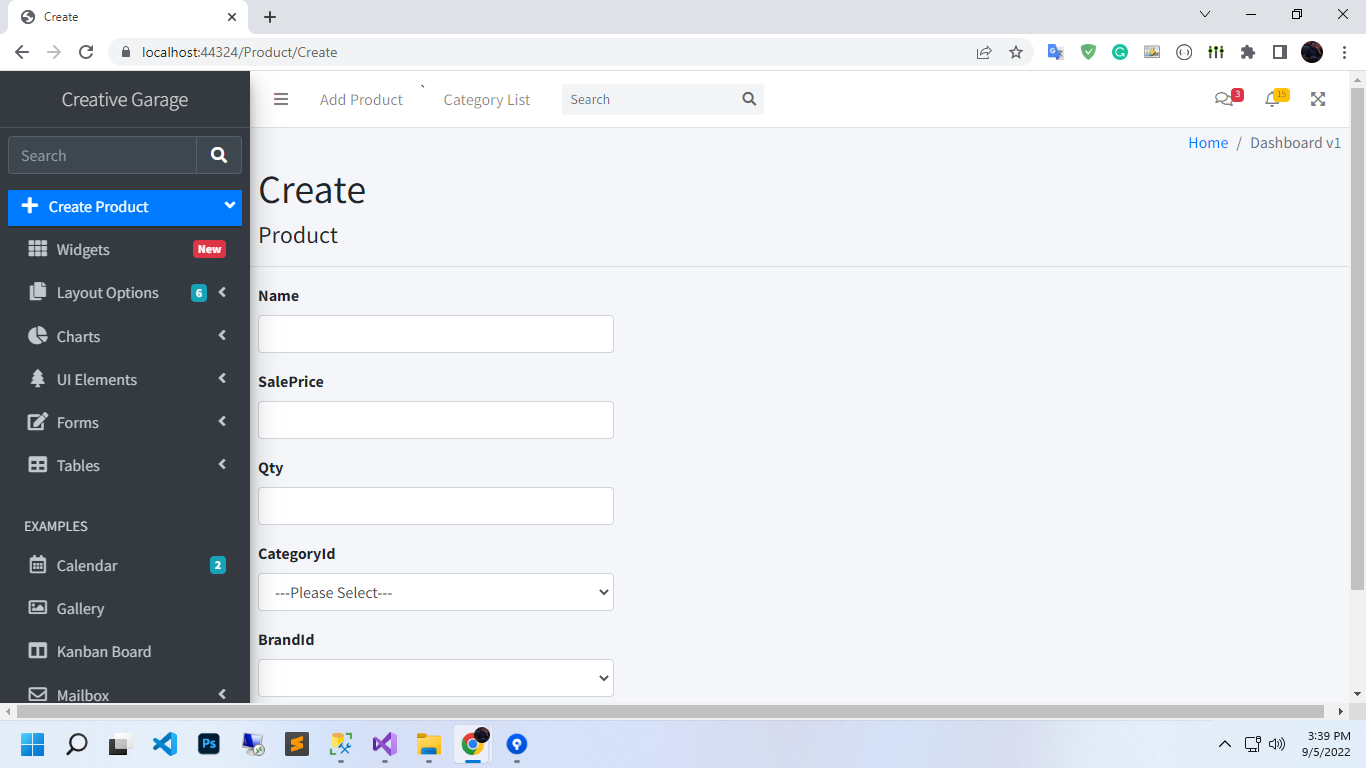 Create
localhost:44324/Product/Create
Creative Garage
Add Product ` Category List Search 3 15
Home / Dashboard v1
Search
Create Product
Widgets New
Layout Options 6
Charts
UI Elements
Forms
Tables
EXAMPLES
Calendar 2
Gallery
Kanban Board
Mailbox
Create
Product
Name
SalePrice
Qty
CategoryId
---Please Select---
BrandId
Ps
3:39 PM
9/5/2022